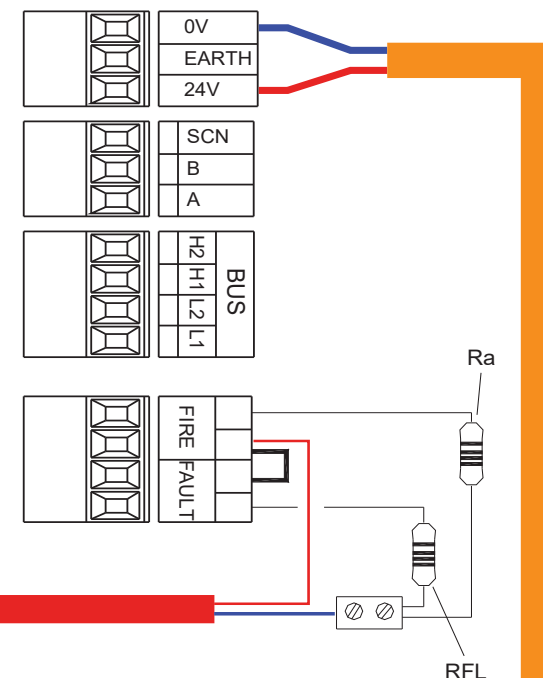 0V
EARTH
24V
SCN
B
A
H2
H1
L2
L1
BUS
Ra
FIRE
FAULT
RFL